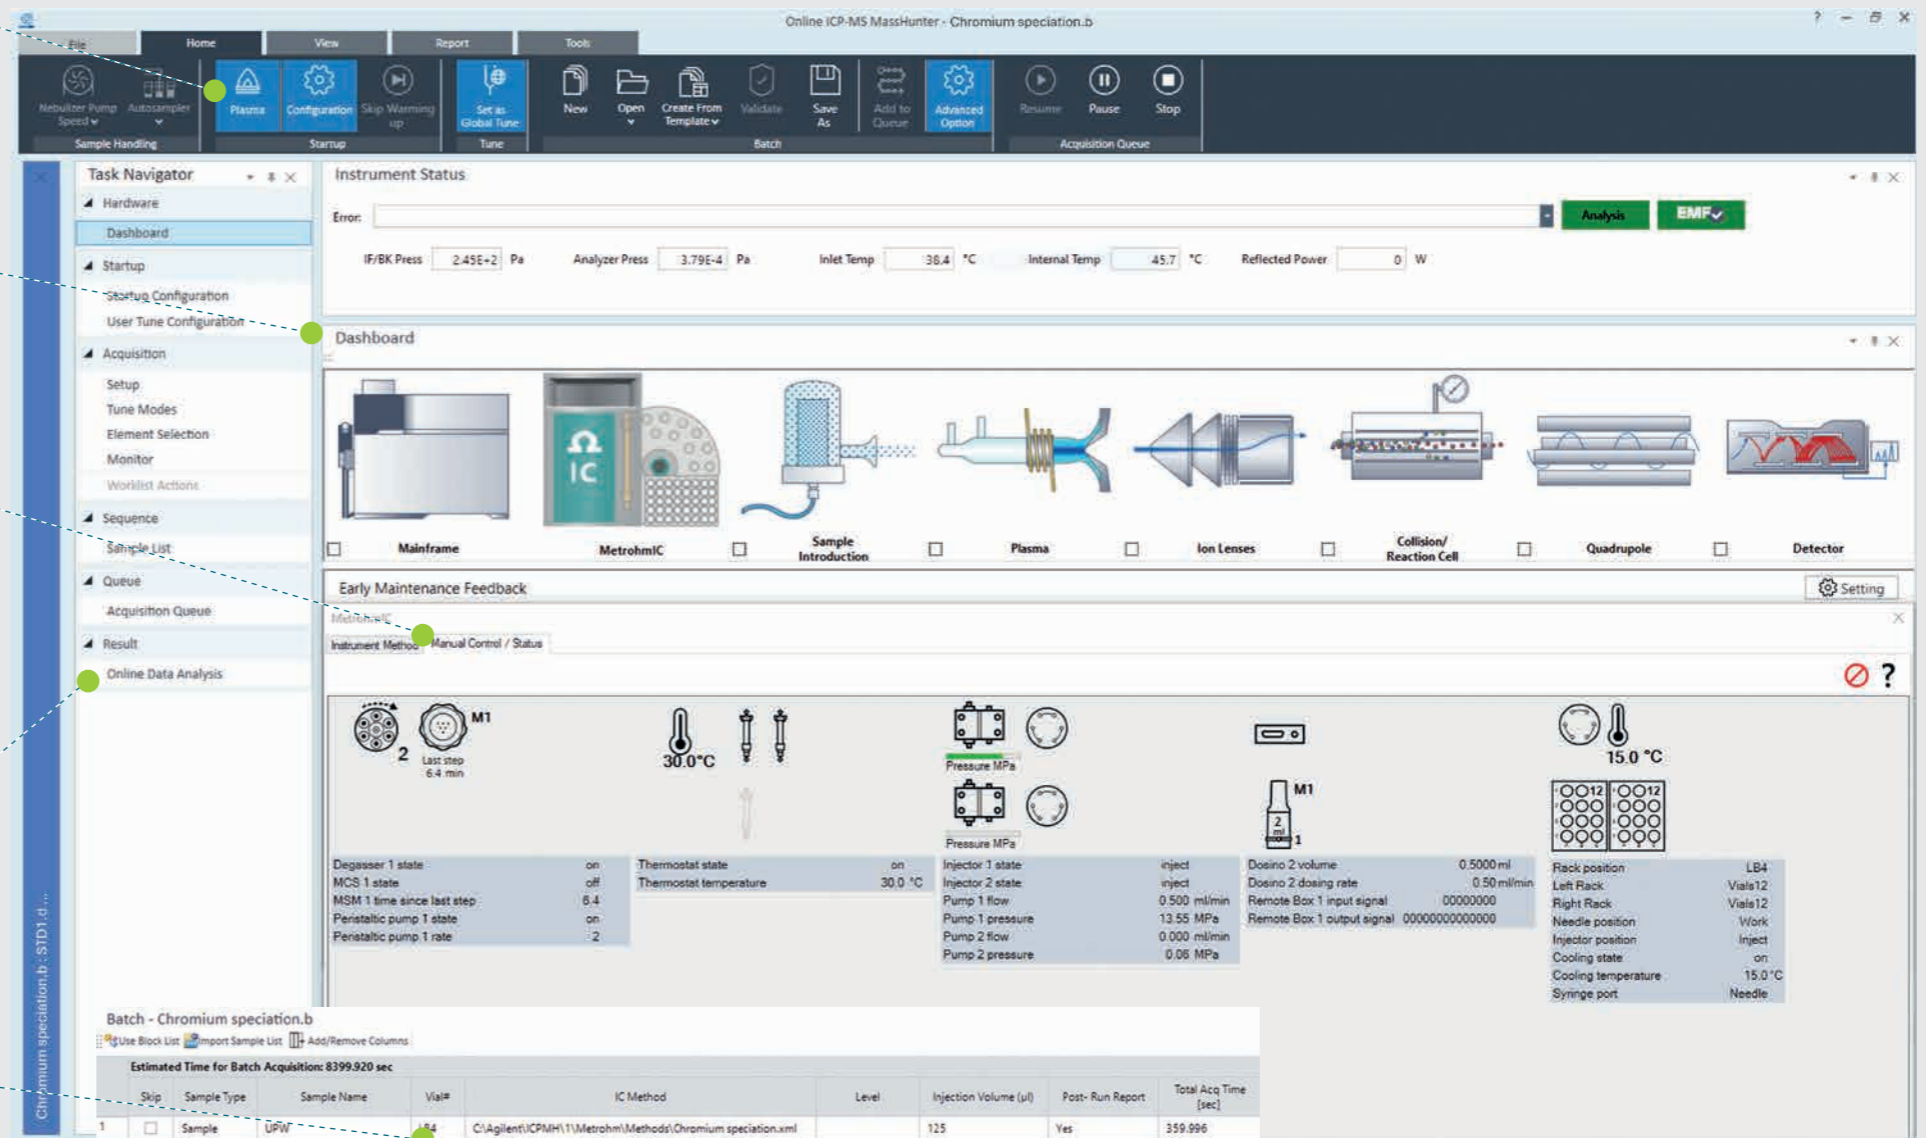 Online ICP-MS MassHunter - Chromium speciation.b
?
File Home View Report Tools
Nebulizer Pump Speed
Autosampler
Plasma
Configuration
Skip Warming up
Set as Global Tune
New
Open
Create From Template
Validate
Save As
Add to Queue
Advanced Option
Resume
Pause
Stop
Sample Handling Startup Tune Batch Acquisition Queue
Task Navigator
Hardware
Dashboard
Startup
Startup Configuration
User Tune Configuration
Acquisition
Setup
Tune Modes
Element Selection
Monitor
Worklist Actions
Sequence
Sample List
Queue
Acquisition Queue
Result
Online Data Analysis
Instrument Status
Error: Analysis EMF
IF/BK Press 2.45E+2 Pa Analyzer Press 3.79E-4 Pa Inlet Temp 38.4 °C Internal Temp 45.7 °C Reflected Power 0 W
Dashboard
Ω
IC
Mainframe MetrohmIC Sample Introduction Plasma Ion Lenses Collision/ Reaction Cell Quadrupole Detector
Early Maintenance Feedback Setting
MetrohmIC
Instrument Method Manual Control / Status
?
2
M1
Last step
6.4 min
30.0°C
Pressure MPa
Pressure MPa
M1
2
ml
1
15.0 °C
12 12
Degasser 1 state on
MCS 1 state off
MSM 1 time since last step 6.4
Peristaltic pump 1 state on
Peristaltic pump 1 rate 2
Thermostat state on
Thermostat temperature 30.0 °C
Injector 1 state inject
Injector 2 state inject
Pump 1 flow 0.500 ml/min
Pump 1 pressure 13.55 MPa
Pump 2 flow 0.000 ml/min
Pump 2 pressure 0.06 MPa
Dosino 2 volume 0.5000 ml
Dosino 2 dosing rate 0.50 ml/min
Remote Box 1 input signal 00000000
Remote Box 1 output signal 00000000000000
Rack position LB4
Left Rack Vials12
Right Rack Vials12
Needle position Work
Injector position Inject
Cooling state on
Cooling temperature 15.0 °C
Syringe port Needle
Chromium speciation.b : STD1.d ...
Batch - Chromium speciation.b
Use Block List Import Sample List Add/Remove Columns
Estimated Time for Batch Acquisition: 8399.920 sec
Skip Sample Type Sample Name Vial# IC Method Level Injection Volume (µl) Post- Run Report Total Acq Time [sec]
1 Sample UPW LB4 C:\Agilent\ICPMH\1\Metrohm\Methods\Chromium speciation.xml 125 Yes 359.996